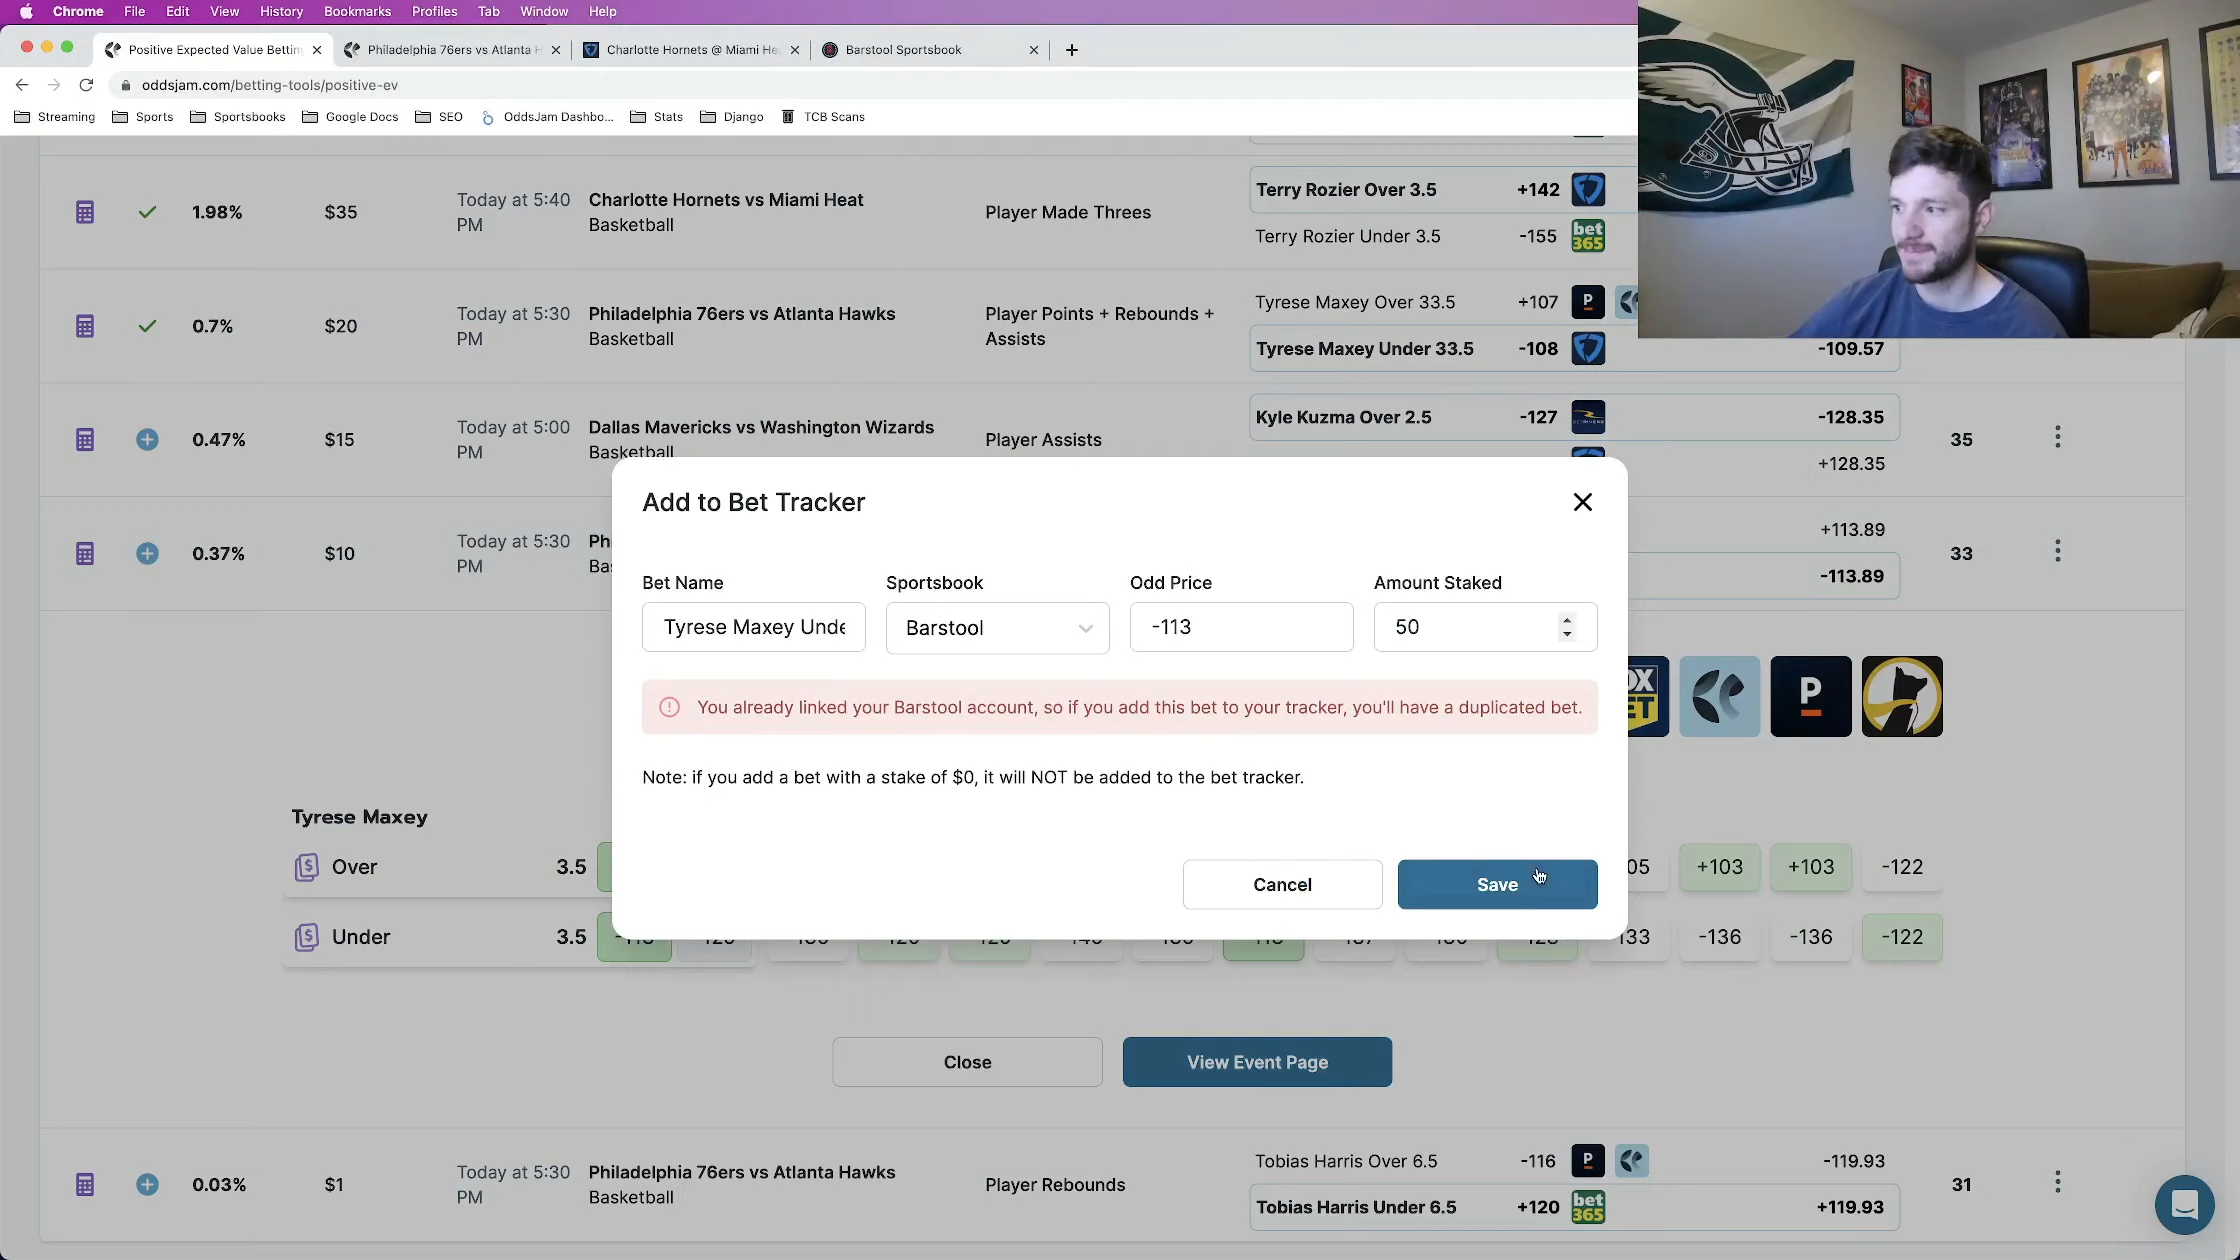 Chrome File Edit View History Bookmarks Profiles Tab Window Help
Positive Expected Value Bettin Philadelphia 76ers vs Atlanta H Charlotte Hornets @ Miami Hea Barstool Sportsbook
oddsjam.com/betting-tools/positive-ev
Streaming Sports Sportsbooks Google Docs SEO OddsJam Dashbo... Stats Django TCB Scans
1.98% $35 Today at 5:40 PM Charlotte Hornets vs Miami Heat Player Made Threes Terry Rozier Over 3.5 +142
Basketball
Terry Rozier Under 3.5 -155 bet365
0.7% $20 Today at 5:30 PM Philadelphia 76ers vs Atlanta Hawks Player Points + Rebounds + Assists Tyrese Maxey Over 33.5 +107 P
Basketball
Tyrese Maxey Under 33.5 -108 -109.57
0.47% $15 Today at 5:00 PM Dallas Mavericks vs Washington Wizards Player Assists Kyle Kuzma Over 2.5 -127 -128.35 35
Basketball
+128.35
0.37% $10 Today at 5:30 PM Ph +113.89 33
Ba -113.89
Add to Bet Tracker
Bet Name Sportsbook Odd Price Amount Staked
Tyrese Maxey Unde Barstool -113 50
You already linked your Barstool account, so if you add this bet to your tracker, you'll have a duplicated bet.
Note: if you add a bet with a stake of $0, it will NOT be added to the bet tracker.
Cancel Save
P
Tyrese Maxey
Over 3.5 05 +103 +103 -122
Under 3.5 133 -136 -136 -122
Close View Event Page
0.03% $1 Today at 5:30 PM Philadelphia 76ers vs Atlanta Hawks Player Rebounds Tobias Harris Over 6.5 -116 P -119.93 31
Basketball
Tobias Harris Under 6.5 +120 bet365 +119.93